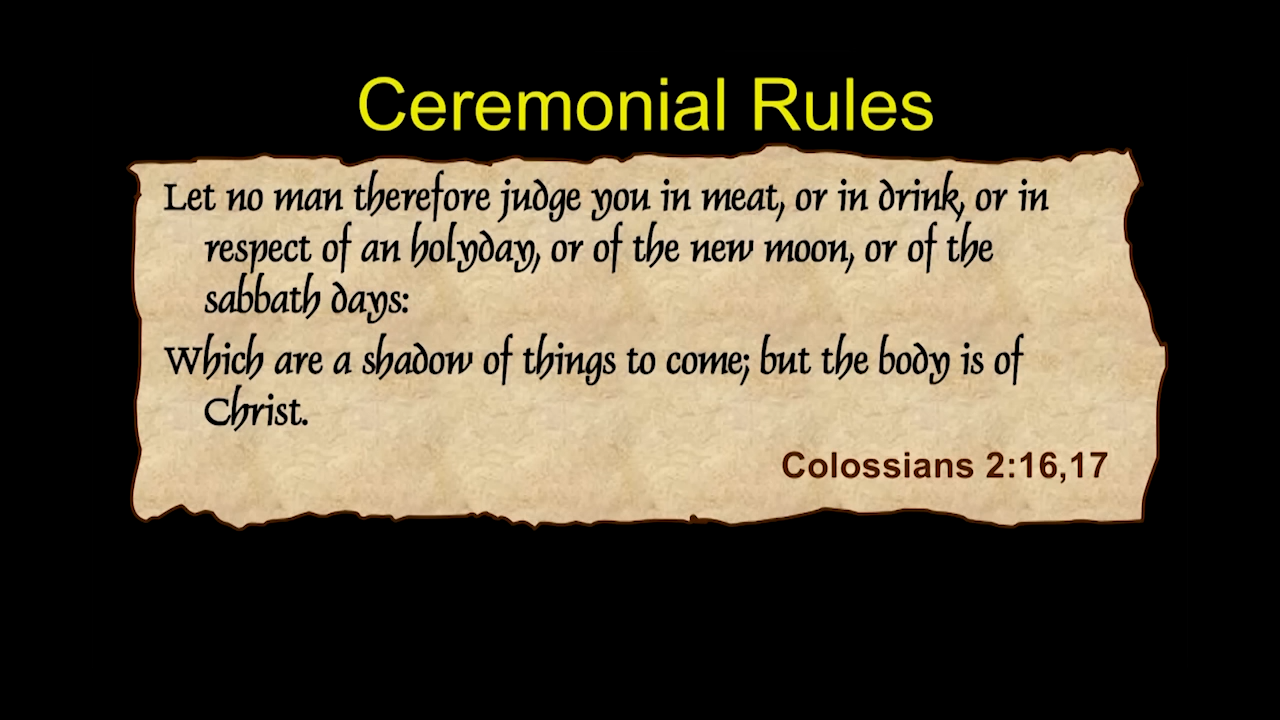 Ceremonial Rules
Let no man therefore judge you in meat, or in drink, or in
respect of an holyday, or of the new moon, or of the
sabbath days:
Which are a shadow of things to come; but the body is of
Christ.
Colossians 2:16,17